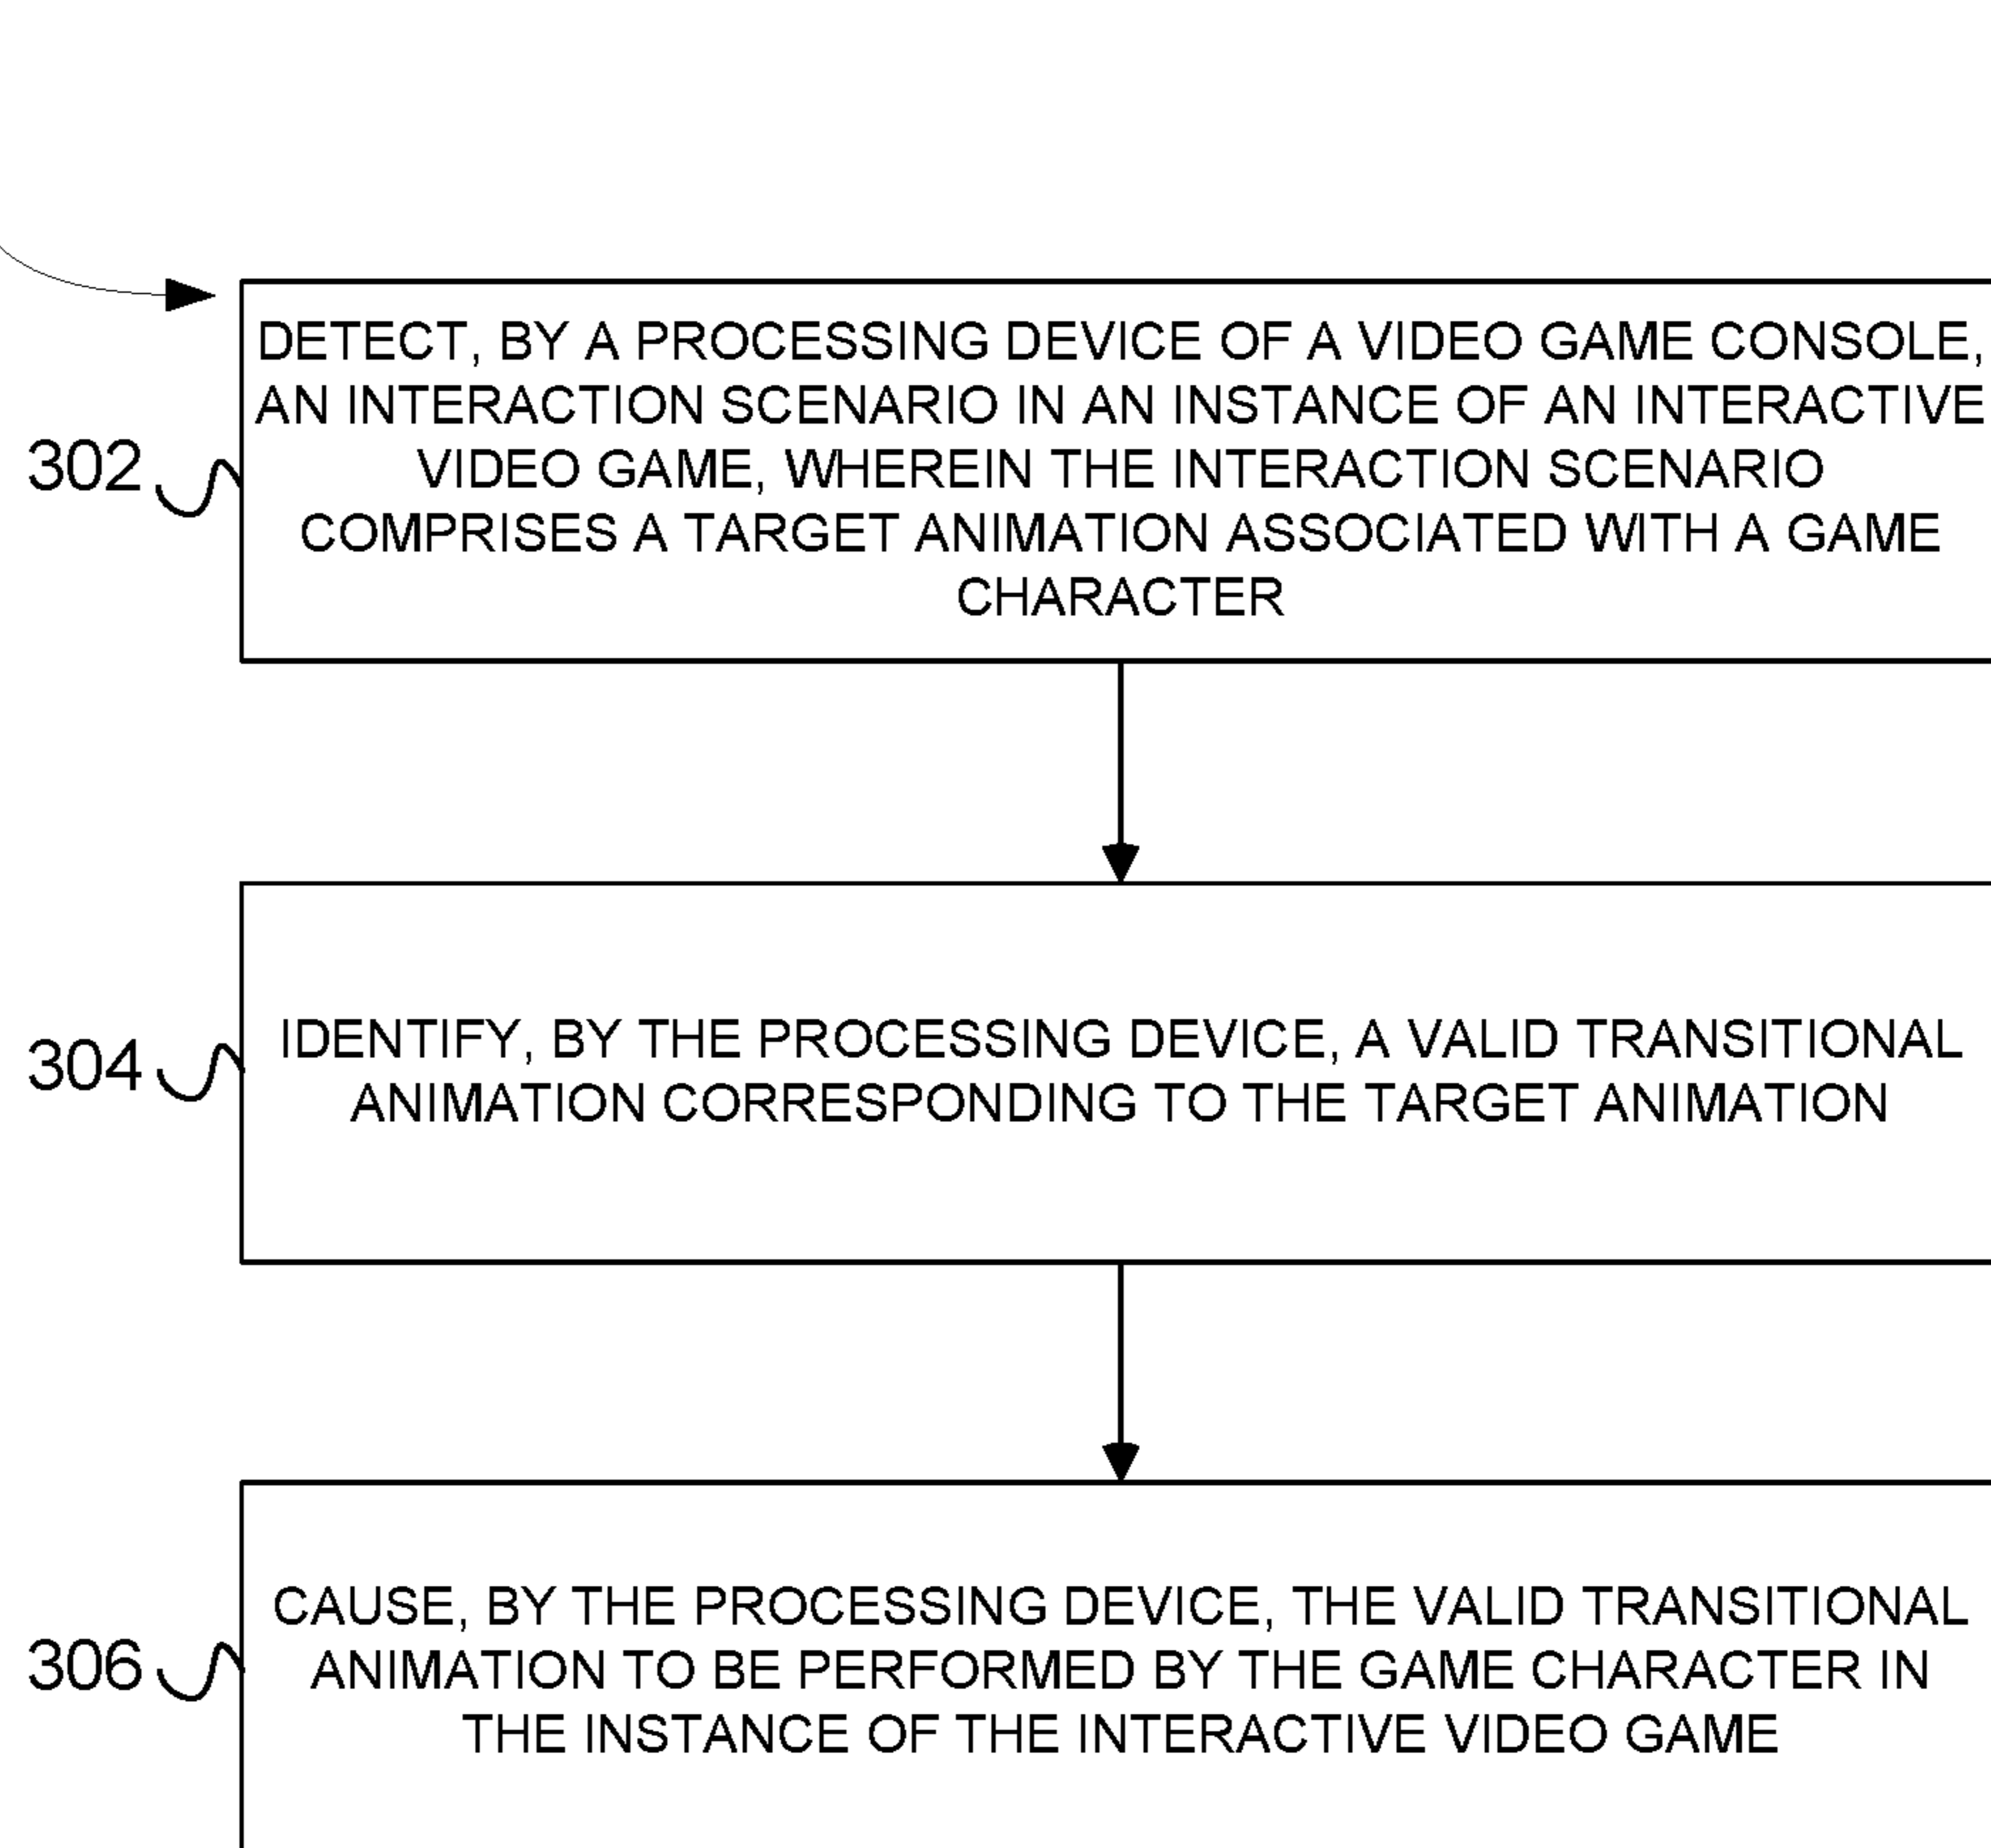 DETECT, BY A PROCESSING DEVICE OF A VIDEO GAME CONSOLE,
AN INTERACTION SCENARIO IN AN INSTANCE OF AN INTERACTIVE
VIDEO GAME, WHEREIN THE INTERACTION SCENARIO
COMPRISES A TARGET ANIMATION ASSOCIATED WITH A GAME
CHARACTER
302
IDENTIFY, BY THE PROCESSING DEVICE, A VALID TRANSITIONAL
ANIMATION CORRESPONDING TO THE TARGET ANIMATION
304
CAUSE, BY THE PROCESSING DEVICE, THE VALID TRANSITIONAL
ANIMATION TO BE PERFORMED BY THE GAME CHARACTER IN
THE INSTANCE OF THE INTERACTIVE VIDEO GAME
306